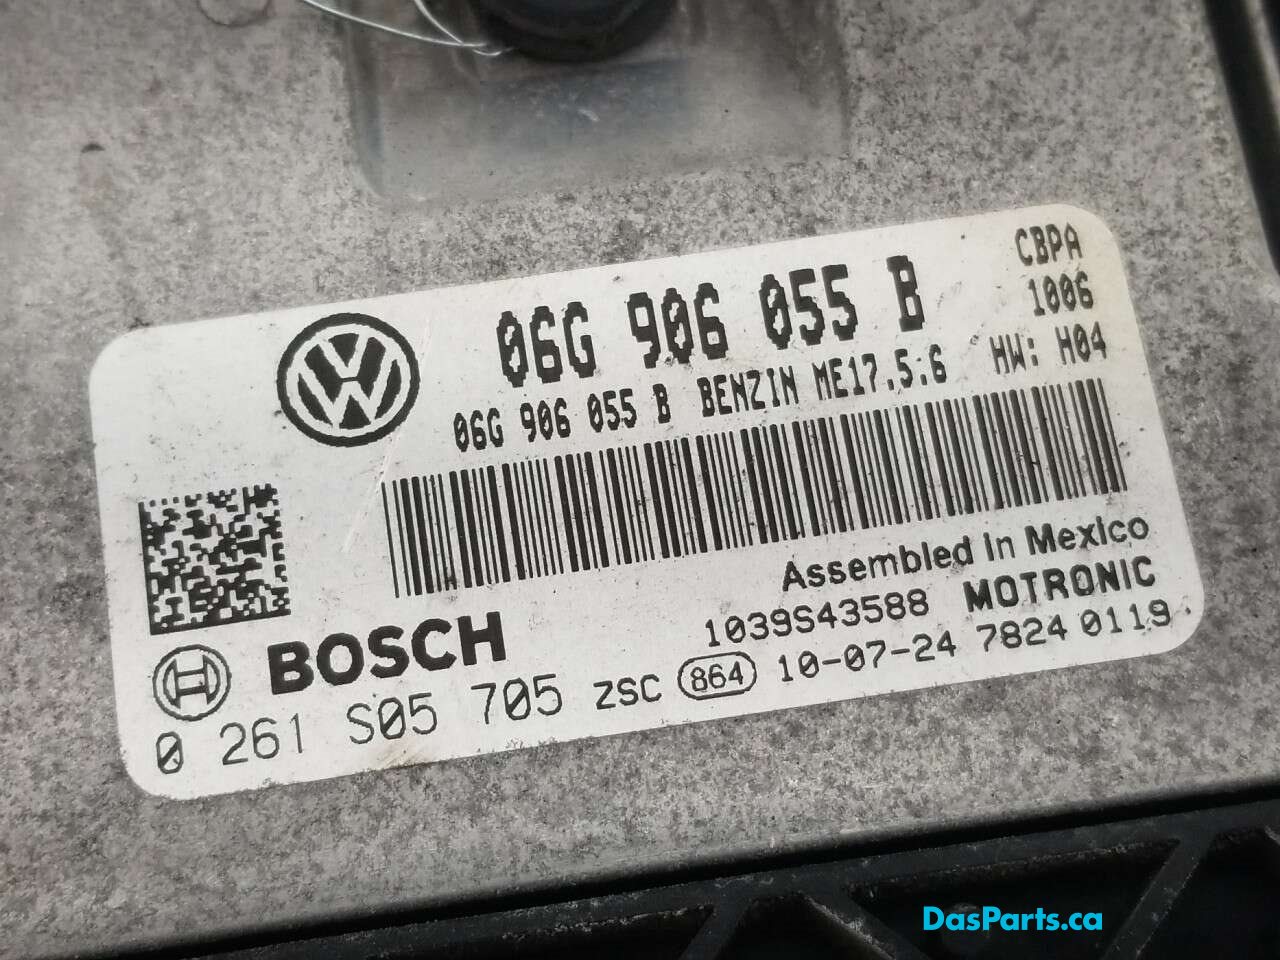 CBPA
06G 906 055 B
1006
06G 906 055 B BENZIN ME17.5.6 HW: H04
Assembled in Mexico
BOSCH
1039S43588 MOTRONIC
0 261 S05 705 ZSC 864 10-07-24 7824 0119
DasParts.ca